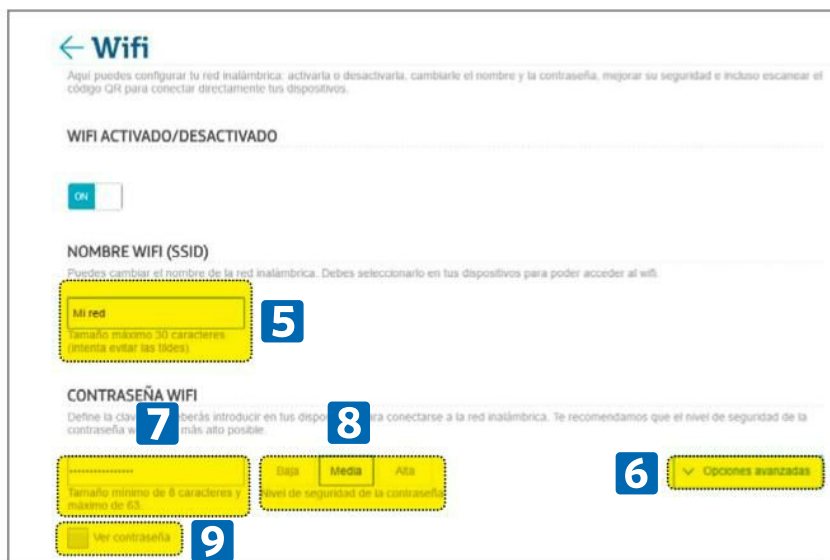 Wifi
Aquí puedes configurar tu red inalámbrica: activarla o desactivarla, cambiarle el nombre y la contraseña, mejorar su seguridad e incluso escanear el
código QR para conectar directamente tus dispositivos.
WIFI ACTIVADO/DESACTIVADO
ON
NOMBRE WIFI (SSID)
Puedes cambiar el nombre de la red inalámbrica. Debes seleccionarlo en tus dispositivos para poder acceder al wifi.
Mi red
5
Tamaño máximo 30 caracteres
(intenta evitar las tildes)
CONTRASEÑA WIFI
Define la deberás introducir en tus conectarse a la red inalámbrica. Te recomendamos que el nivel de seguridad de la
contraseña más alto posible.
7
8
Baja Media Alta
6
Opciones avanzadas
Tamaño mínimo de 8 caracteres y
máximo de 63.
Nivel de seguridad de la contraseña
Ver contraseña
9